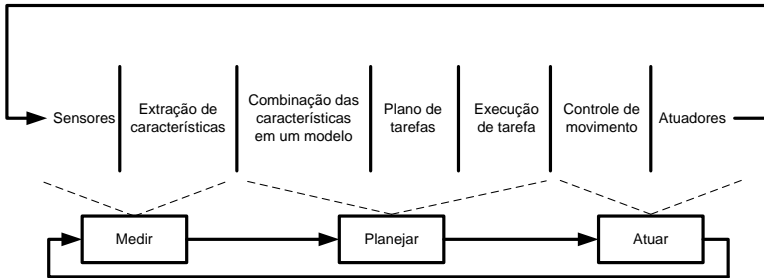 Sensores
Extração de
características
Combinação das
características
em um modelo
Plano de
tarefas
Execução
de tarefa
Controle de
movimento
Atuadores
Medir
Planejar
Atuar